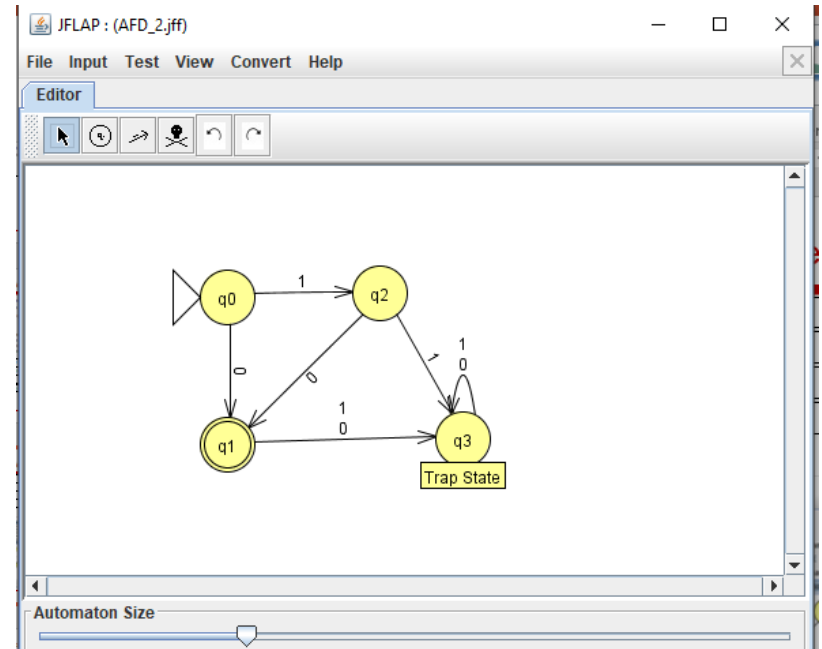 JFLAP : (AFD_2.jff)
File Input Test View Convert Help
Editor
q0
1
q2
0
0
1
1
0
1
0
q1
q3
Trap State
Automaton Size